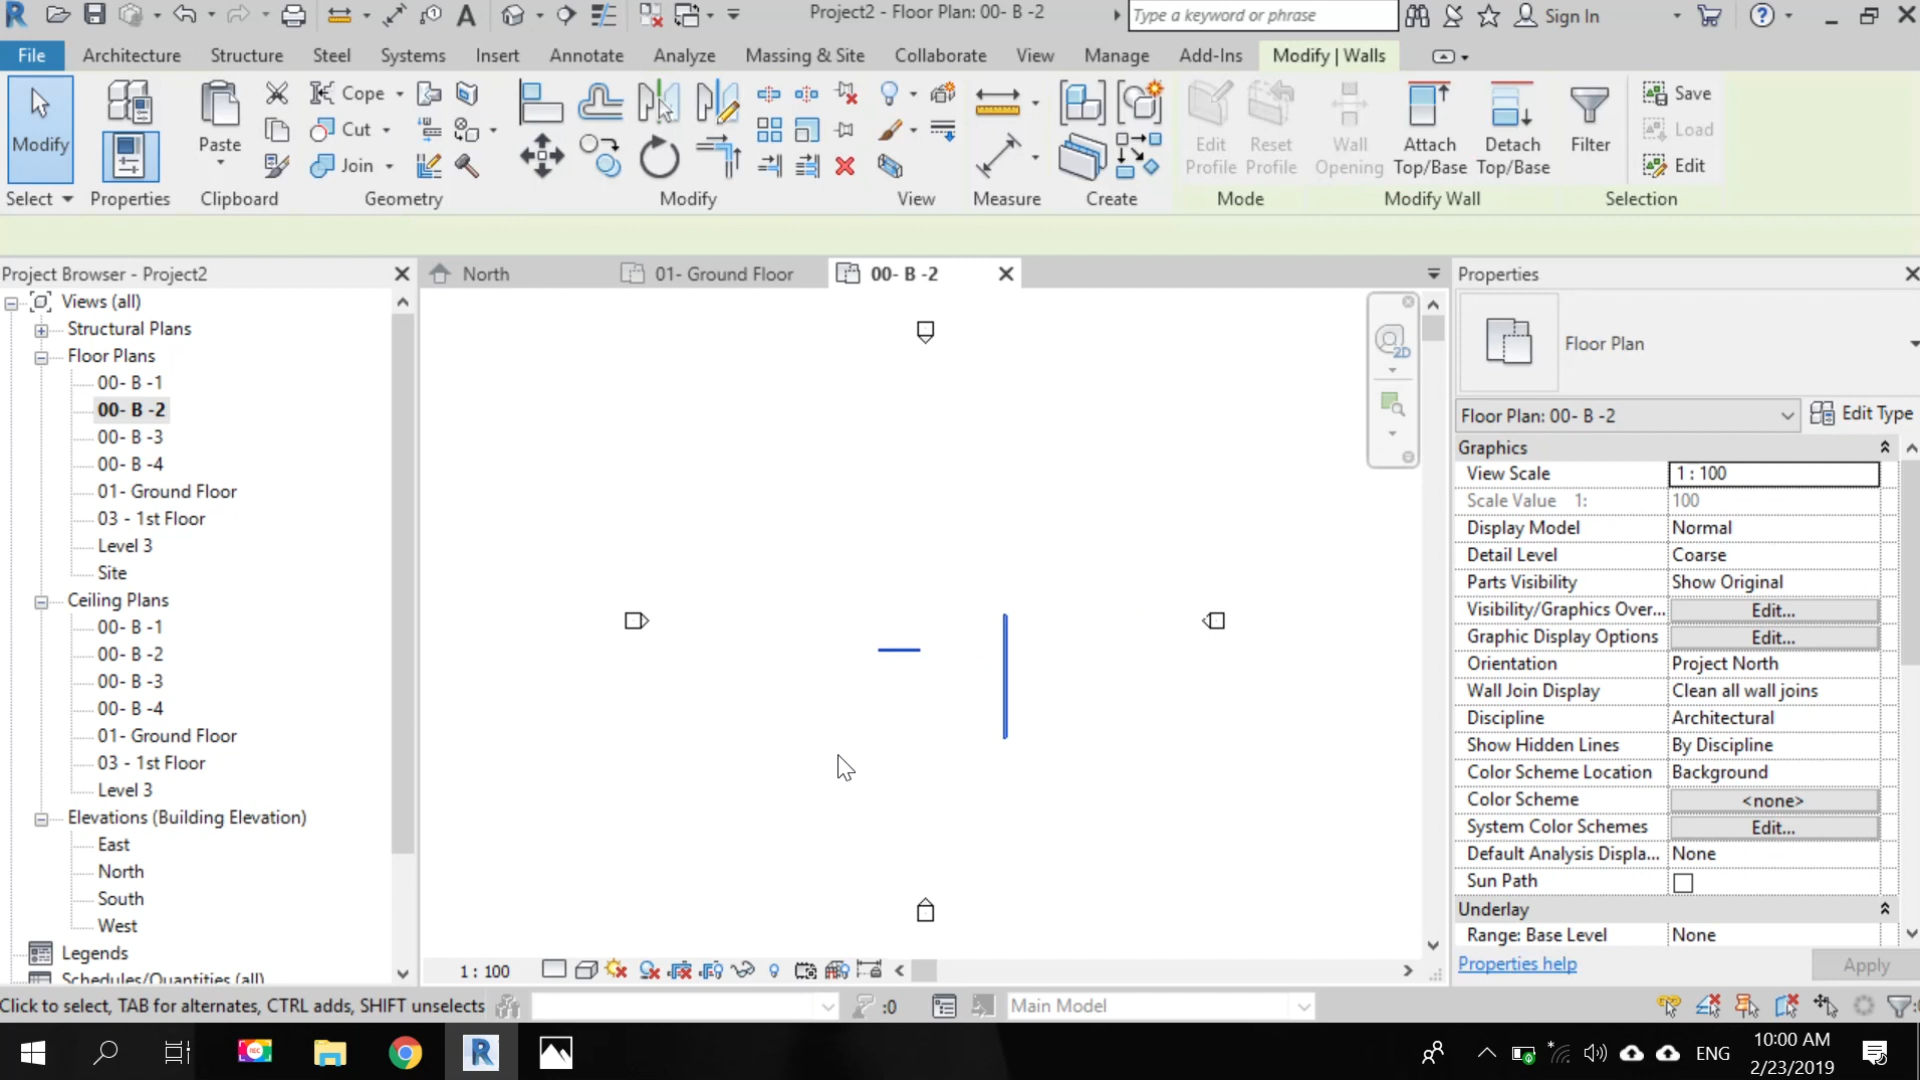 Project2 - Floor Plan: 00- B -2
Type a keyword or phrase
Sign In
File
Architecture
Structure
Steel
Systems
Insert
Annotate
Analyze
Massing & Site
Collaborate
View
Manage
Add-Ins
Modify | Walls
Modify
Paste
Cope
Cut
Join
Edit Profile
Reset Profile
Wall Opening
Attach Top/Base
Detach Top/Base
Filter
Save
Load
Edit
Select
Properties
Clipboard
Geometry
Modify
View
Measure
Create
Mode
Modify Wall
Selection
Project Browser - Project2
Views (all)
Structural Plans
Floor Plans
00- B -1
00- B -2
00- B -3
00- B -4
01- Ground Floor
03 - 1st Floor
Level 3
Site
Ceiling Plans
00- B -1
00- B -2
00- B -3
00- B -4
01- Ground Floor
03 - 1st Floor
Level 3
Elevations (Building Elevation)
East
North
South
West
Legends
Schedules/Quantities (all)
North
01- Ground Floor
00- B -2
2D
1 : 100
Properties
Floor Plan
Floor Plan: 00- B -2
Edit Type
Graphics
View Scale 1 : 100
Scale Value 1: 100
Display Model Normal
Detail Level Coarse
Parts Visibility Show Original
Visibility/Graphics Over... Edit...
Graphic Display Options Edit...
Orientation Project North
Wall Join Display Clean all wall joins
Discipline Architectural
Show Hidden Lines By Discipline
Color Scheme Location Background
Color Scheme <none>
System Color Schemes Edit...
Default Analysis Displa... None
Sun Path
Underlay
Range: Base Level None
Properties help
Apply
Click to select, TAB for alternates, CTRL adds, SHIFT unselects
:0
Main Model
ENG
10:00 AM
2/23/2019